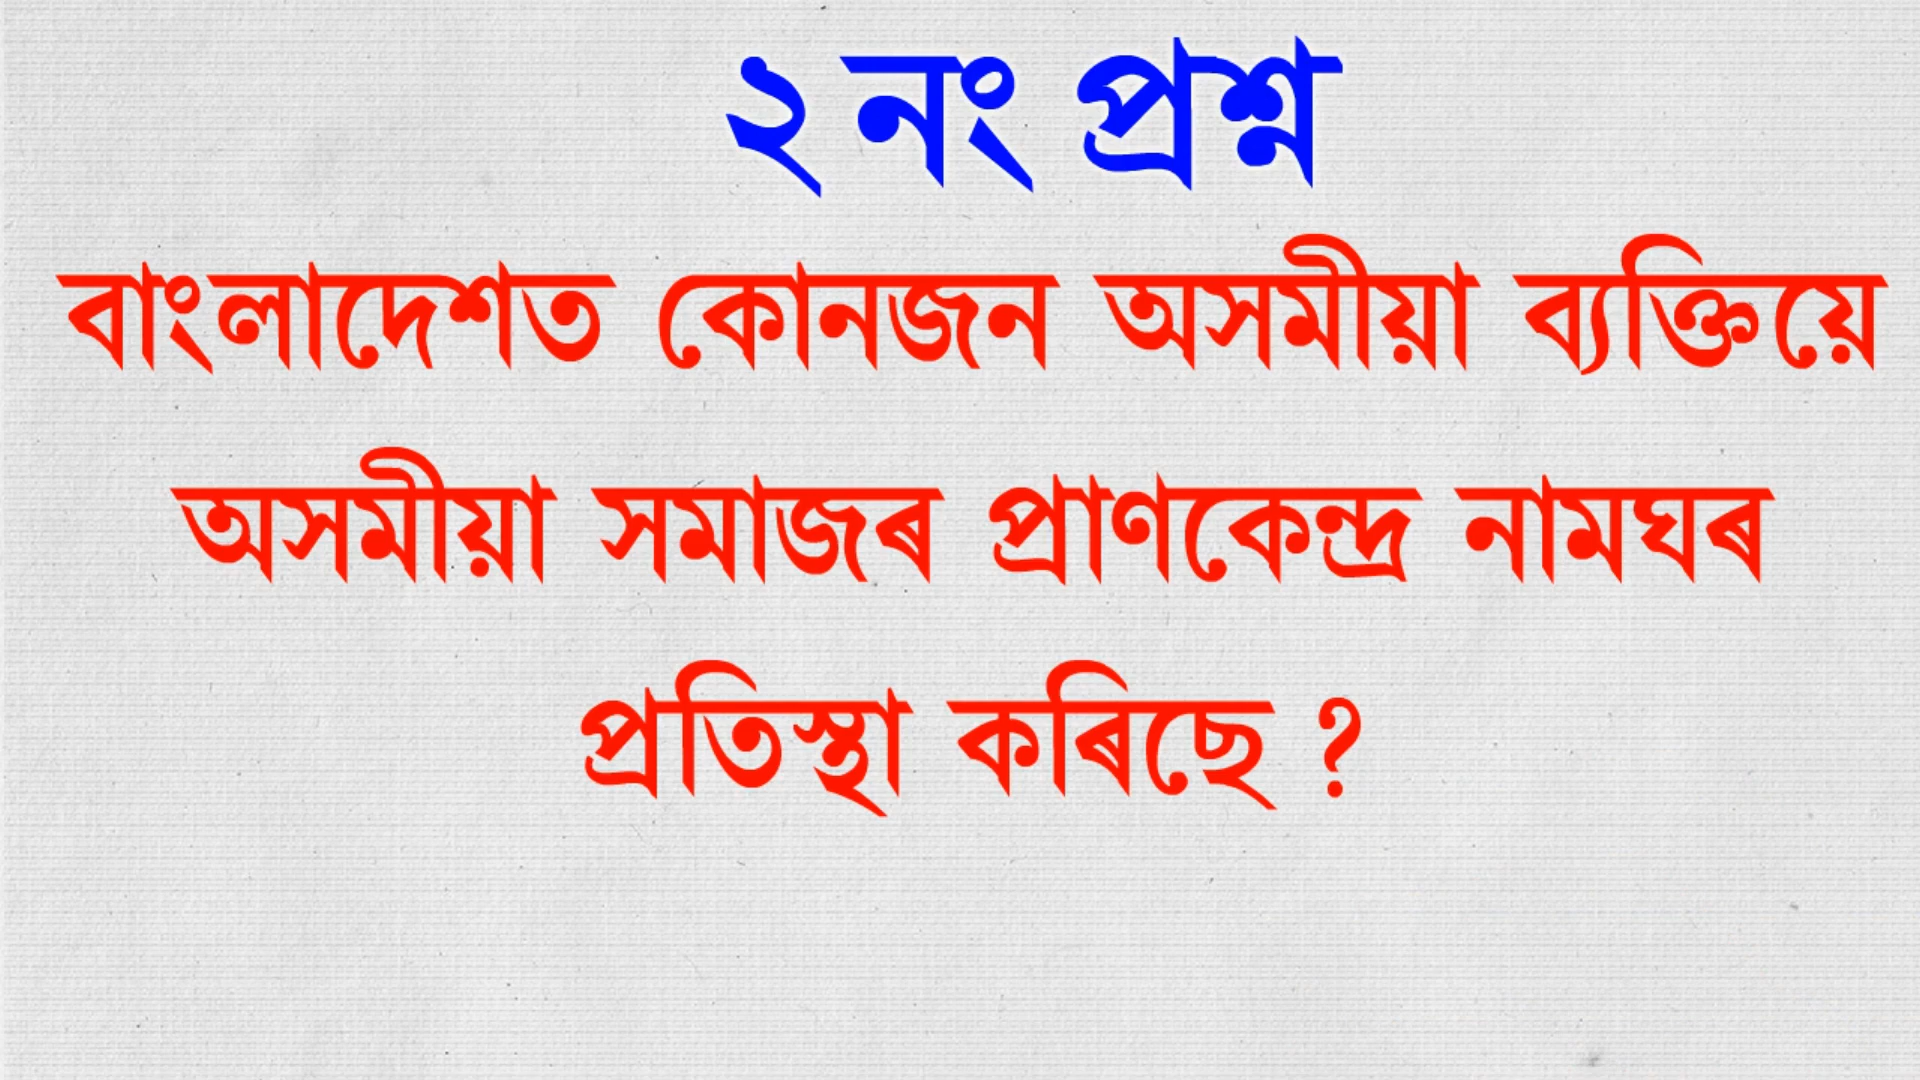 ২ নং প্ৰশ্ন
বাংলাদেশত কোনজন অসমীয়া ব্যক্তিয়ে
অসমীয়া সমাজৰ প্ৰাণকেন্দ্ৰ নামঘৰ
প্ৰতিস্থা কৰিছে ?